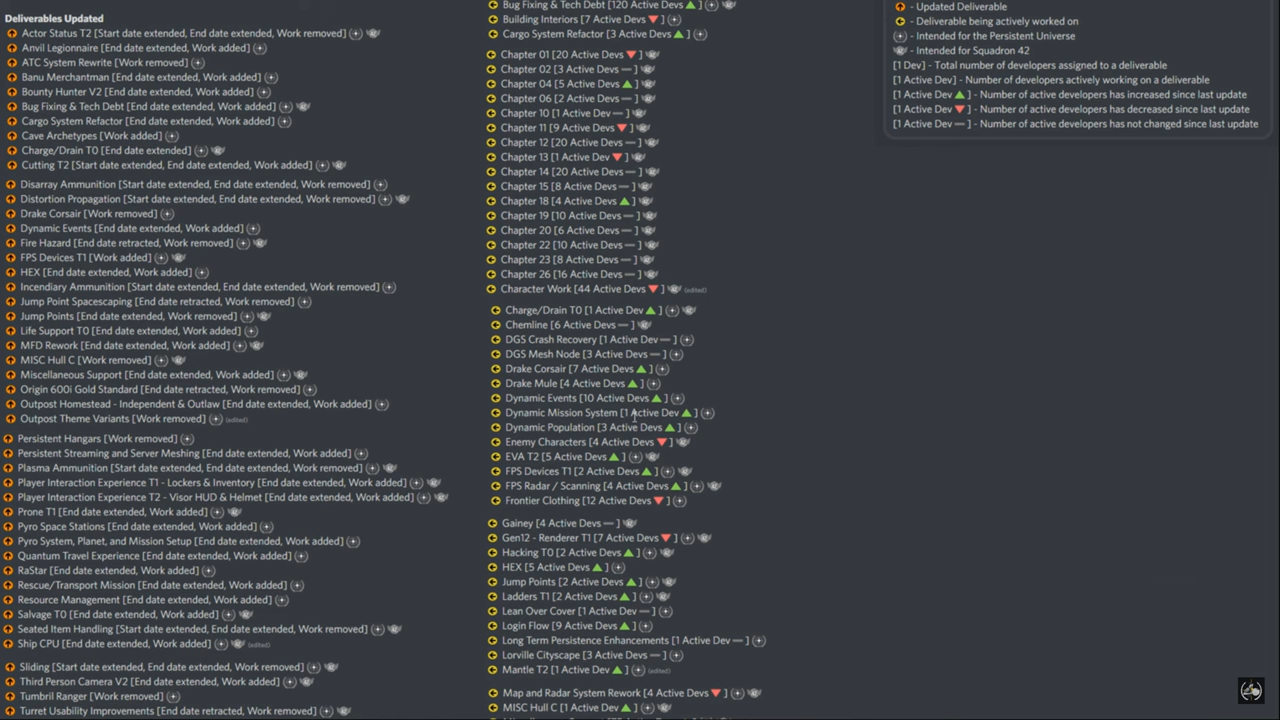 Deliverables Updated
Actor Status T2 [End date extended, End date extended, Work removed]
Anvil Legionnaire [End date extended, Work added]
ATC System Rewrite [Work removed]
Banu Merchantman [End date extended, Work added]
Bounty Hunter V2 [End date extended, Work added]
Bug Fixing & Tech Debt [End date extended, Work added]
Cargo System Refactor [End date extended, Work added]
Cave Archetypes [Work added]
Charge/Drain T0 [End date extended]
Cutting T2 [Start date extended, End date extended, Work added]
Disarray Ammunition [Start date extended, End date extended, Work removed]
Distortion Propagation [Start date extended, End date extended, Work removed]
Drake Corsair [Work removed]
Dynamic Events [End date extended, Work added]
Fire Hazard [End date retracted, Work removed]
FPS Devices T1 [Work added]
HEX [End date extended, Work added]
Incendiary Ammunition [Start date extended, End date extended, Work removed]
Jump Point Spacescaping [End date retracted, Work removed]
Jump Points [End date extended, Work removed]
Life Support T0 [End date extended, Work added]
MFD Rework [End date extended, Work added]
MISC Hull C [Work removed]
Miscellaneous Support [End date extended, Work added]
Origin 600i Gold Standard [End date retracted, Work removed]
Outpost Homestead - Independent & Outlaw [End date extended, Work added]
Outpost Theme Variants [Work removed] (edited)
Persistent Hangars [Work removed]
Persistent Streaming and Server Meshing [End date extended, Work added]
Plasma Ammunition [Start date extended, End date extended, Work removed]
Player Interaction Experience T1 - Lockers & Inventory [End date extended, Work added]
Player Interaction Experience T2 - Visor HUD & Helmet [End date extended, Work added]
Prone T1 [End date extended, Work added]
Pyro Space Stations [End date extended, Work added]
Pyro System, Planet, and Mission Setup [End date extended, Work added]
Quantum Travel Experience [End date extended, Work added]
RaStar [End date extended, Work added]
Rescue/Transport Mission [End date extended, Work added]
Resource Management [End date extended, Work added]
Salvage T0 [End date extended, Work added]
Seated Item Handling [Start date extended, End date extended, Work removed]
Ship CPU [End date extended, Work added] (edited)
Sliding [Start date extended, End date extended, Work removed]
Third Person Camera V2 [End date extended, Work added]
Tumbril Ranger [Work removed]
Turret Usability Improvements [End date retracted, Work removed]
Bug Fixing & Tech Debt [120 Active Devs ▲]
Building Interiors [7 Active Devs ▼]
Cargo System Refactor [3 Active Devs ▲]
Chapter 01 [20 Active Devs ▼]
Chapter 02 [3 Active Devs —]
Chapter 04 [5 Active Devs ▲]
Chapter 06 [2 Active Devs —]
Chapter 10 [1 Active Dev —]
Chapter 11 [9 Active Devs ▼]
Chapter 12 [20 Active Devs —]
Chapter 13 [1 Active Dev ▼]
Chapter 14 [20 Active Devs —]
Chapter 15 [8 Active Devs —]
Chapter 18 [4 Active Devs ▲]
Chapter 19 [10 Active Devs —]
Chapter 20 [6 Active Devs —]
Chapter 22 [10 Active Devs —]
Chapter 23 [8 Active Devs —]
Chapter 26 [16 Active Devs —]
Character Work [44 Active Devs ▼] (edited)
Charge/Drain T0 [1 Active Dev ▲]
Chemline [6 Active Devs —]
DGS Crash Recovery [1 Active Dev —]
DGS Mesh Node [3 Active Devs —]
Drake Corsair [7 Active Devs ▲]
Drake Mule [4 Active Devs ▲]
Dynamic Events [10 Active Devs ▲]
Dynamic Mission System [1 Active Dev ▲]
Dynamic Population [3 Active Devs ▲]
Enemy Characters [4 Active Devs ▼]
EVA T2 [5 Active Devs ▲]
FPS Devices T1 [2 Active Devs ▲]
FPS Radar / Scanning [4 Active Devs ▲]
Frontier Clothing [12 Active Devs ▼]
Gainey [4 Active Devs —]
Gen12 - Renderer T1 [7 Active Devs ▼]
Hacking T0 [2 Active Devs ▲]
HEX [5 Active Devs ▲]
Jump Points [2 Active Devs ▲]
Ladders T1 [2 Active Devs ▲]
Lean Over Cover [1 Active Dev —]
Login Flow [9 Active Devs ▲]
Long Term Persistence Enhancements [1 Active Dev —]
Lorville Cityscape [3 Active Devs —]
Mantle T2 [1 Active Dev ▲] (edited)
Map and Radar System Rework [4 Active Devs ▼]
MISC Hull C [1 Active Dev ▲]
- Updated Deliverable
- Deliverable being actively worked on
- Intended for the Persistent Universe
- Intended for Squadron 42
[1 Dev] - Total number of developers assigned to a deliverable
[1 Active Dev] - Number of developers actively working on a deliverable
[1 Active Dev ▲] - Number of active developers has increased since last update
[1 Active Dev ▼] - Number of active developers has decreased since last update
[1 Active Dev —] - Number of active developers has not changed since last update